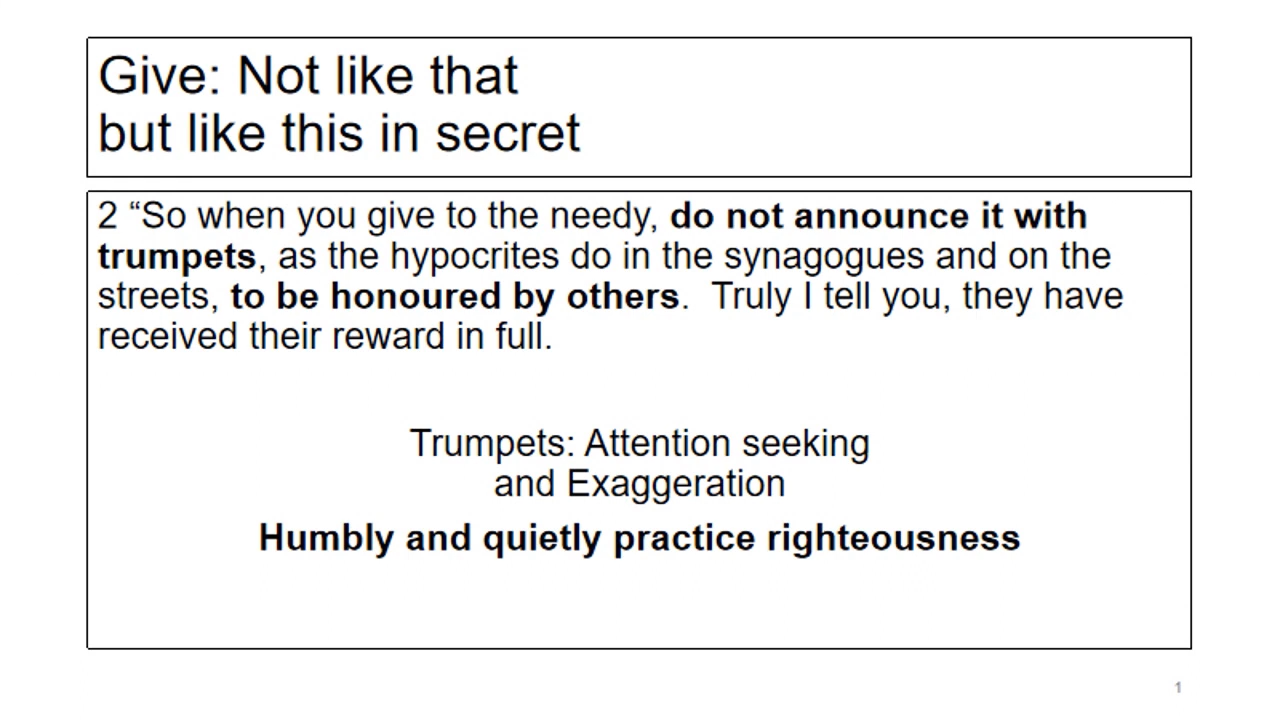 Give: Not like that
but like this in secret
2 “So when you give to the needy, do not announce it with
trumpets, as the hypocrites do in the synagogues and on the
streets, to be honoured by others.  Truly I tell you, they have
received their reward in full.
Trumpets: Attention seeking
and Exaggeration
Humbly and quietly practice righteousness
1